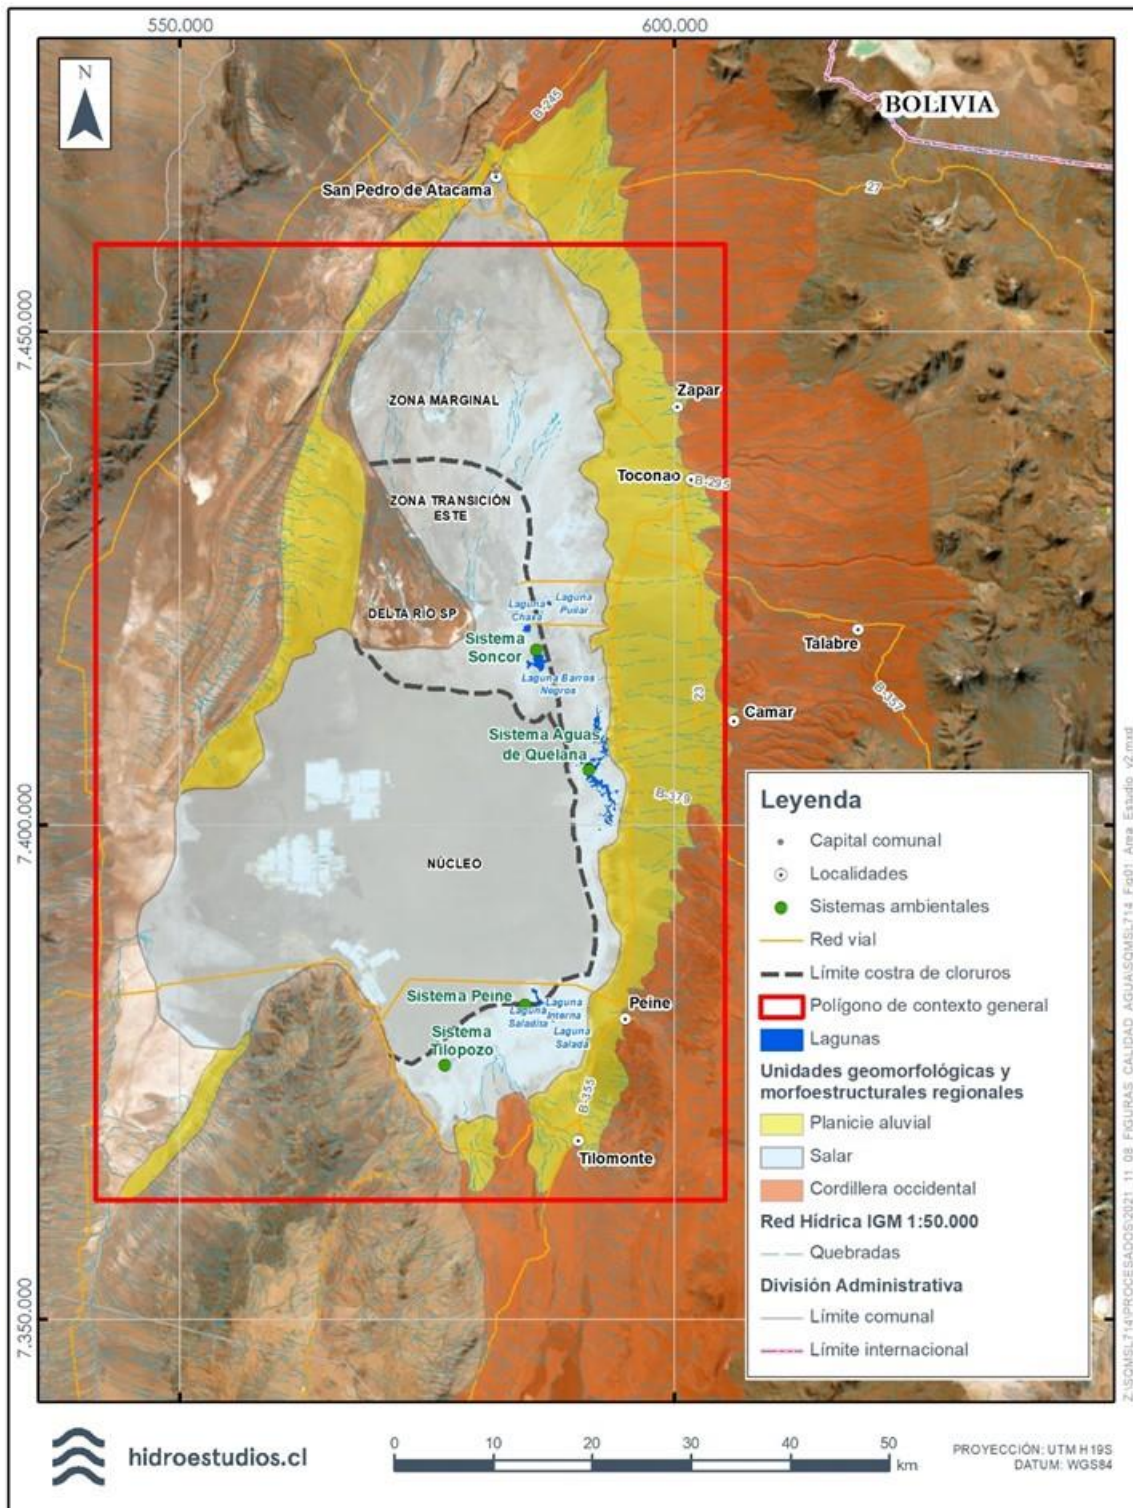 550.000
600.000
N
B-245
BOLIVIA
San Pedro de Atacama
27
7.450.000
ZONA MARGINAL
Zapar
Toconao
B-295
ZONA TRANSICIÓN
ESTE
DELTA RÍO SP
Laguna
Chaxa
Laguna
Puilar
Sistema
Soncor
Talabre
Laguna Barros
Negros
23
B-357
Camar
Sistema Aguas
de Quelana
B-379
7.400.000
NÚCLEO
Sistema Peine
Laguna
Saladita
Laguna
Interna
Laguna
Salada
Peine
Sistema
Tilopozo
B-355
Tilomonte
7.350.000
Leyenda
Capital comunal
Localidades
Sistemas ambientales
Red vial
Límite costra de cloruros
Polígono de contexto general
Lagunas
Unidades geomorfológicas y
morfoestructurales regionales
Planicie aluvial
Salar
Cordillera occidental
Red Hídrica IGM 1:50.000
Quebradas
División Administrativa
Límite comunal
Límite internacional
Z:\SQMSL714\PROCESADOS\2021_11_08_FIGURAS_CALIDAD_AGUA\SQMSL714_Fig01_Area_Estudio_v2.mxd
hidroestudios.cl
0 10 20 30 40 50
km
PROYECCIÓN: UTM H19S
DATUM: WGS84